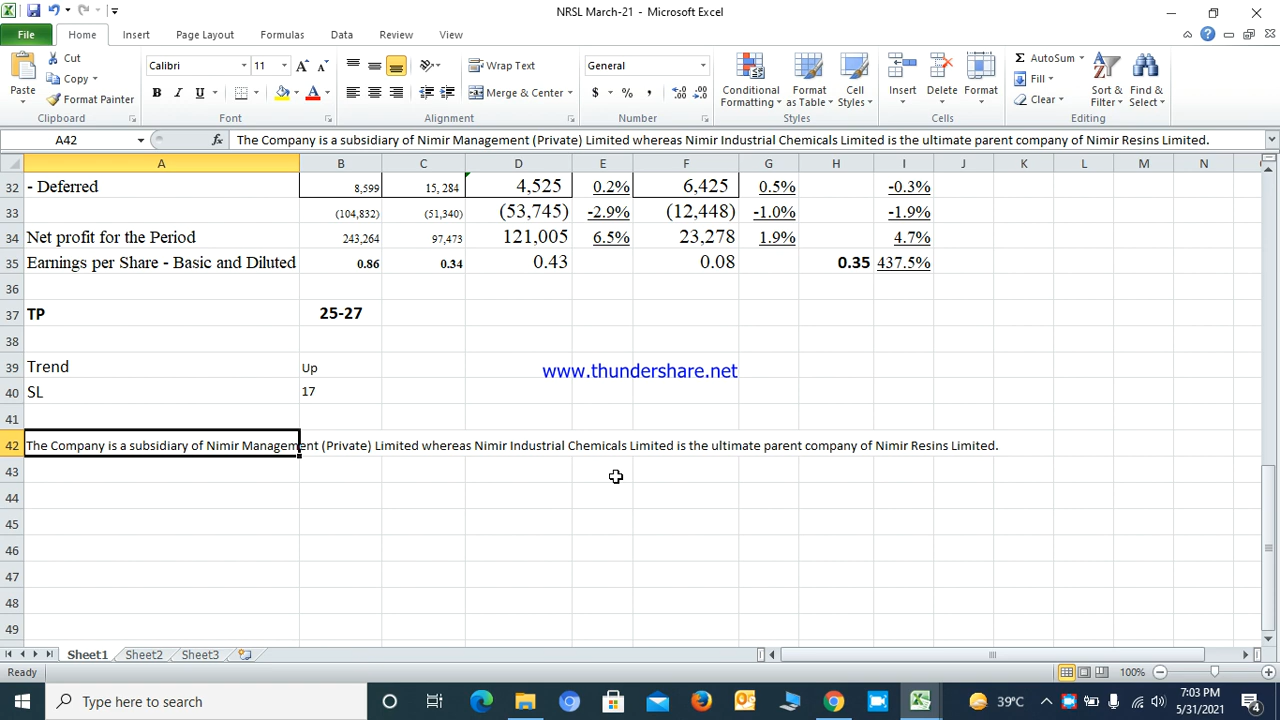 NRSL March-21 - Microsoft Excel
File Home Insert Page Layout Formulas Data Review View
Cut
Copy
Format Painter
Paste
Clipboard
Calibri 11
B I U
Font
Wrap Text
Merge & Center
Alignment
General
$ % ,
Number
Conditional Formatting
Format as Table
Cell Styles
Styles
Insert Delete Format
Cells
AutoSum
Fill
Clear
Sort & Filter
Find & Select
Editing
A42 fx The Company is a subsidiary of Nimir Management (Private) Limited whereas Nimir Industrial Chemicals Limited is the ultimate parent company of Nimir Resins Limited.
A B C D E F G H I J K L M N
32 - Deferred 8,599 15, 284 4,525 0.2% 6,425 0.5% -0.3%
33 (104,832) (51,340) (53,745) -2.9% (12,448) -1.0% -1.9%
34 Net profit for the Period 243,264 97,473 121,005 6.5% 23,278 1.9% 4.7%
35 Earnings per Share - Basic and Diluted 0.86 0.34 0.43 0.08 0.35 437.5%
36
37 TP 25-27
38
39 Trend Up www.thundershare.net
40 SL 17
41
42 The Company is a subsidiary of Nimir Management (Private) Limited whereas Nimir Industrial Chemicals Limited is the ultimate parent company of Nimir Resins Limited.
43
44
45
46
47
48
49
Sheet1 Sheet2 Sheet3
Ready 100%
Type here to search 39°C 7:03 PM
5/31/2021 4